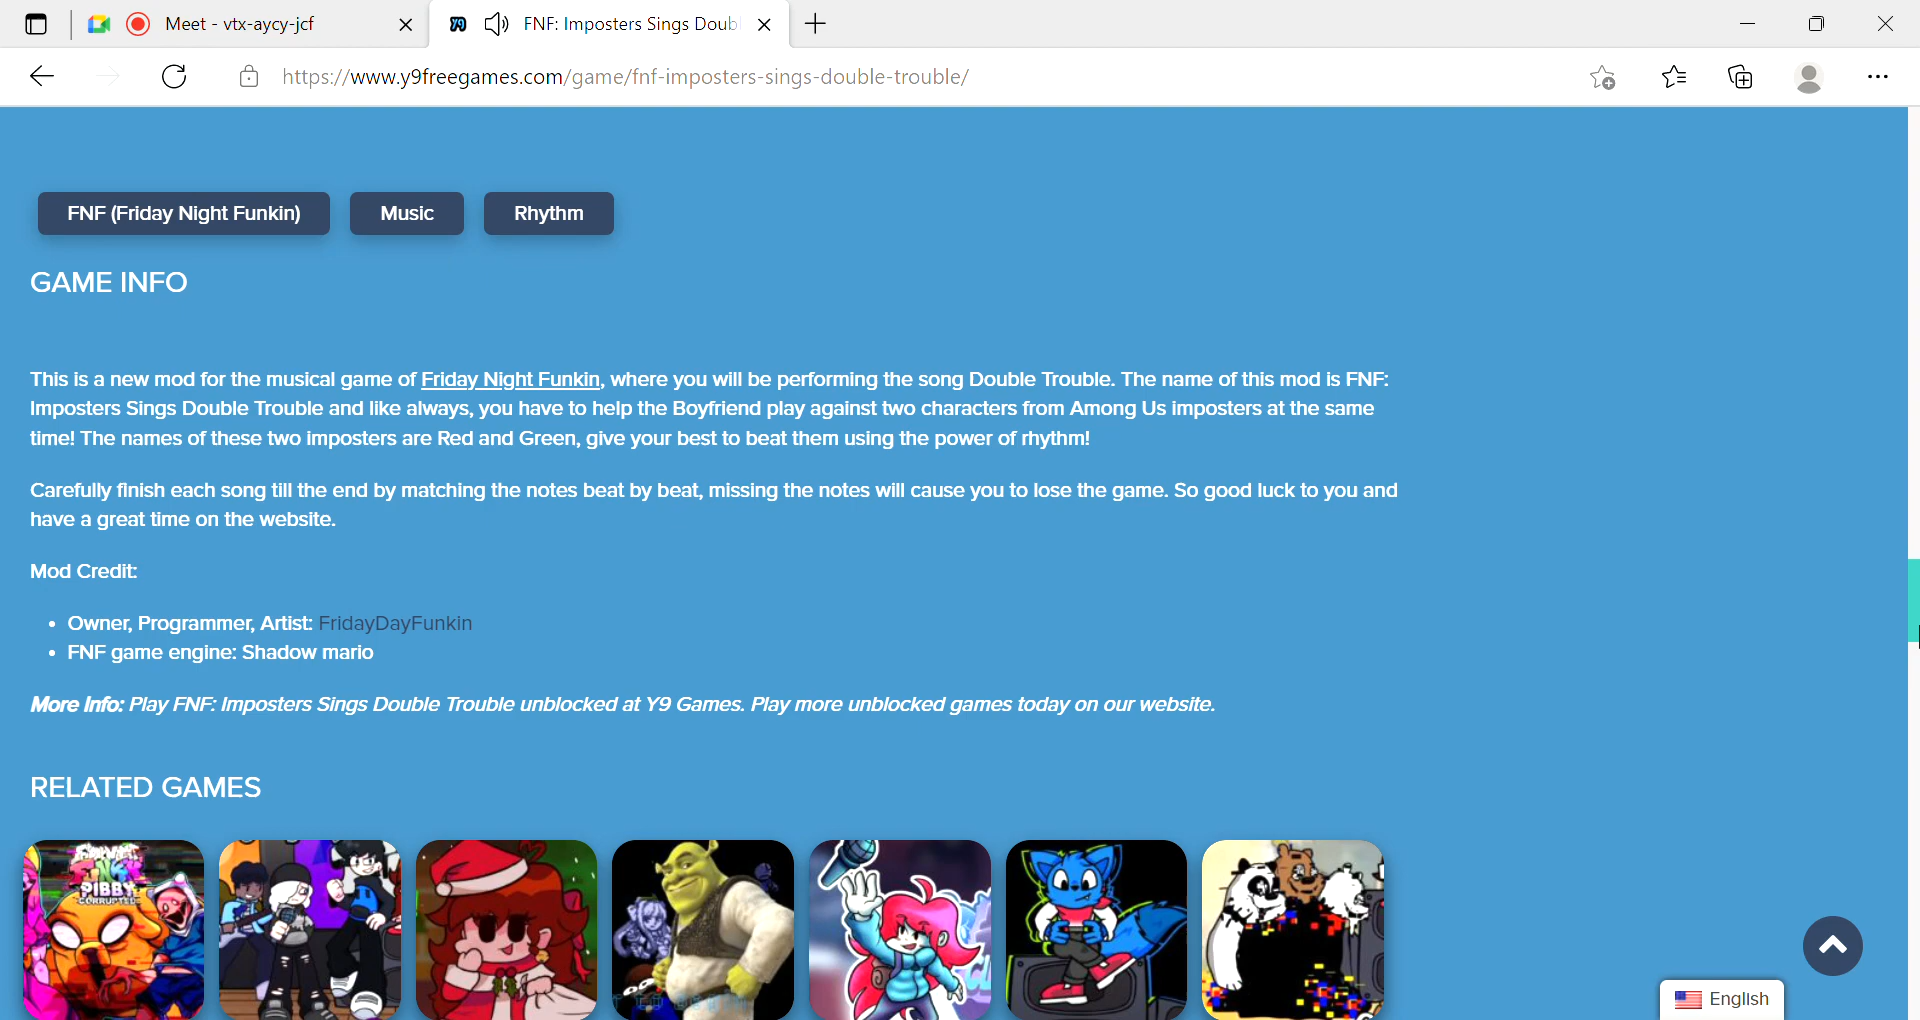 Meet - vtx-aycy-jcf
Y9
FNF: Imposters Sings Doub
https://www.y9freegames.com/game/fnf-imposters-sings-double-trouble/
FNF (Friday Night Funkin)
Music
Rhythm
GAME INFO
This is a new mod for the musical game of Friday Night Funkin, where you will be performing the song Double Trouble. The name of this mod is FNF:
Imposters Sings Double Trouble and like always, you have to help the Boyfriend play against two characters from Among Us imposters at the same
time! The names of these two imposters are Red and Green, give your best to beat them using the power of rhythm!
Carefully finish each song till the end by matching the notes beat by beat, missing the notes will cause you to lose the game. So good luck to you and
have a great time on the website.
Mod Credit:
• Owner, Programmer, Artist: FridayDayFunkin
• FNF game engine: Shadow mario
More Info: Play FNF: Imposters Sings Double Trouble unblocked at Y9 Games. Play more unblocked games today on our website.
RELATED GAMES
PIBBY
CORRUPTED
English